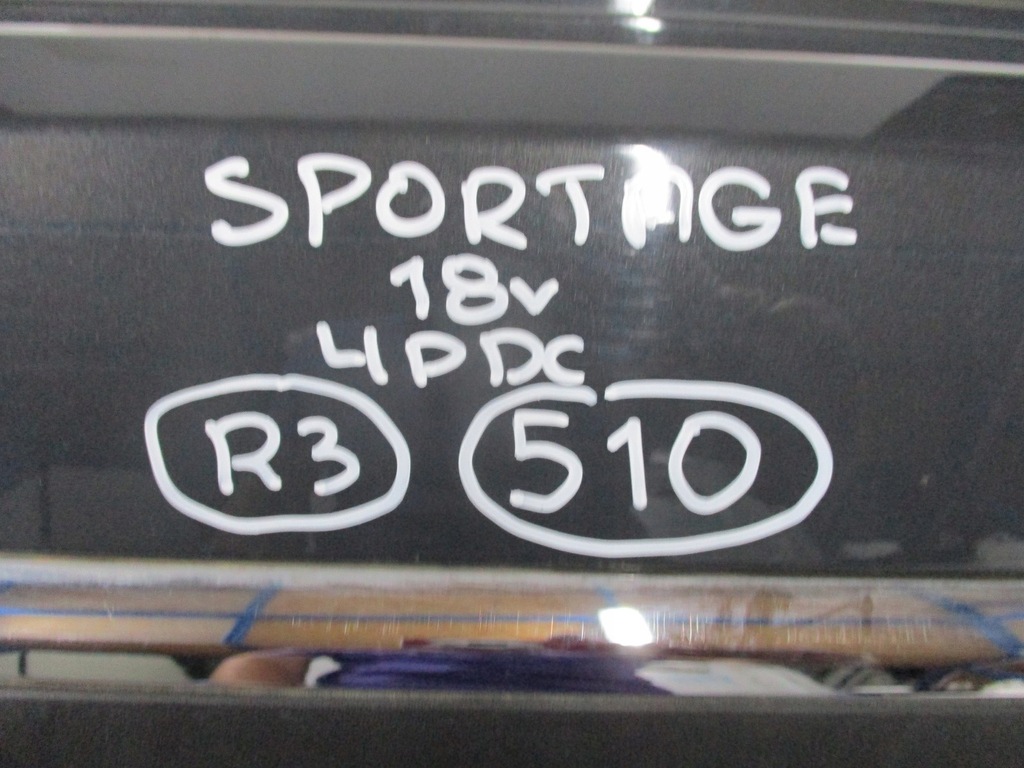 SPORTAGE
18v
4PDC
R3 510